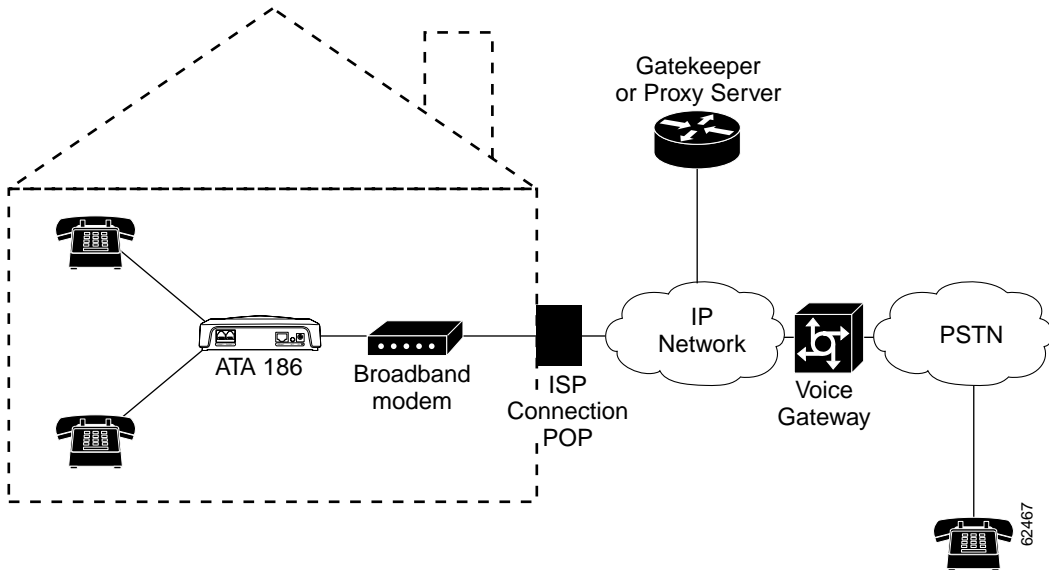 Gatekeeper
or Proxy Server
ATA 186
Broadband
modem
ISP
Connection
POP
IP
Network
Voice
Gateway
PSTN
62467